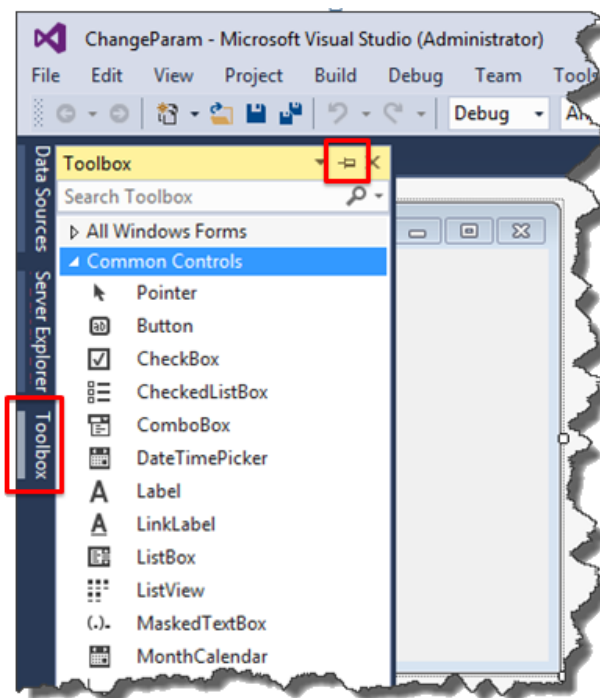 ChangeParam - Microsoft Visual Studio (Administrator)
File Edit View Project Build Debug Team Tools
Debug
Data Sources
Server Explorer
Toolbox
Toolbox
Search Toolbox
All Windows Forms
Common Controls
Pointer
Button
CheckBox
CheckedListBox
ComboBox
DateTimePicker
Label
LinkLabel
ListBox
ListView
MaskedTextBox
MonthCalendar